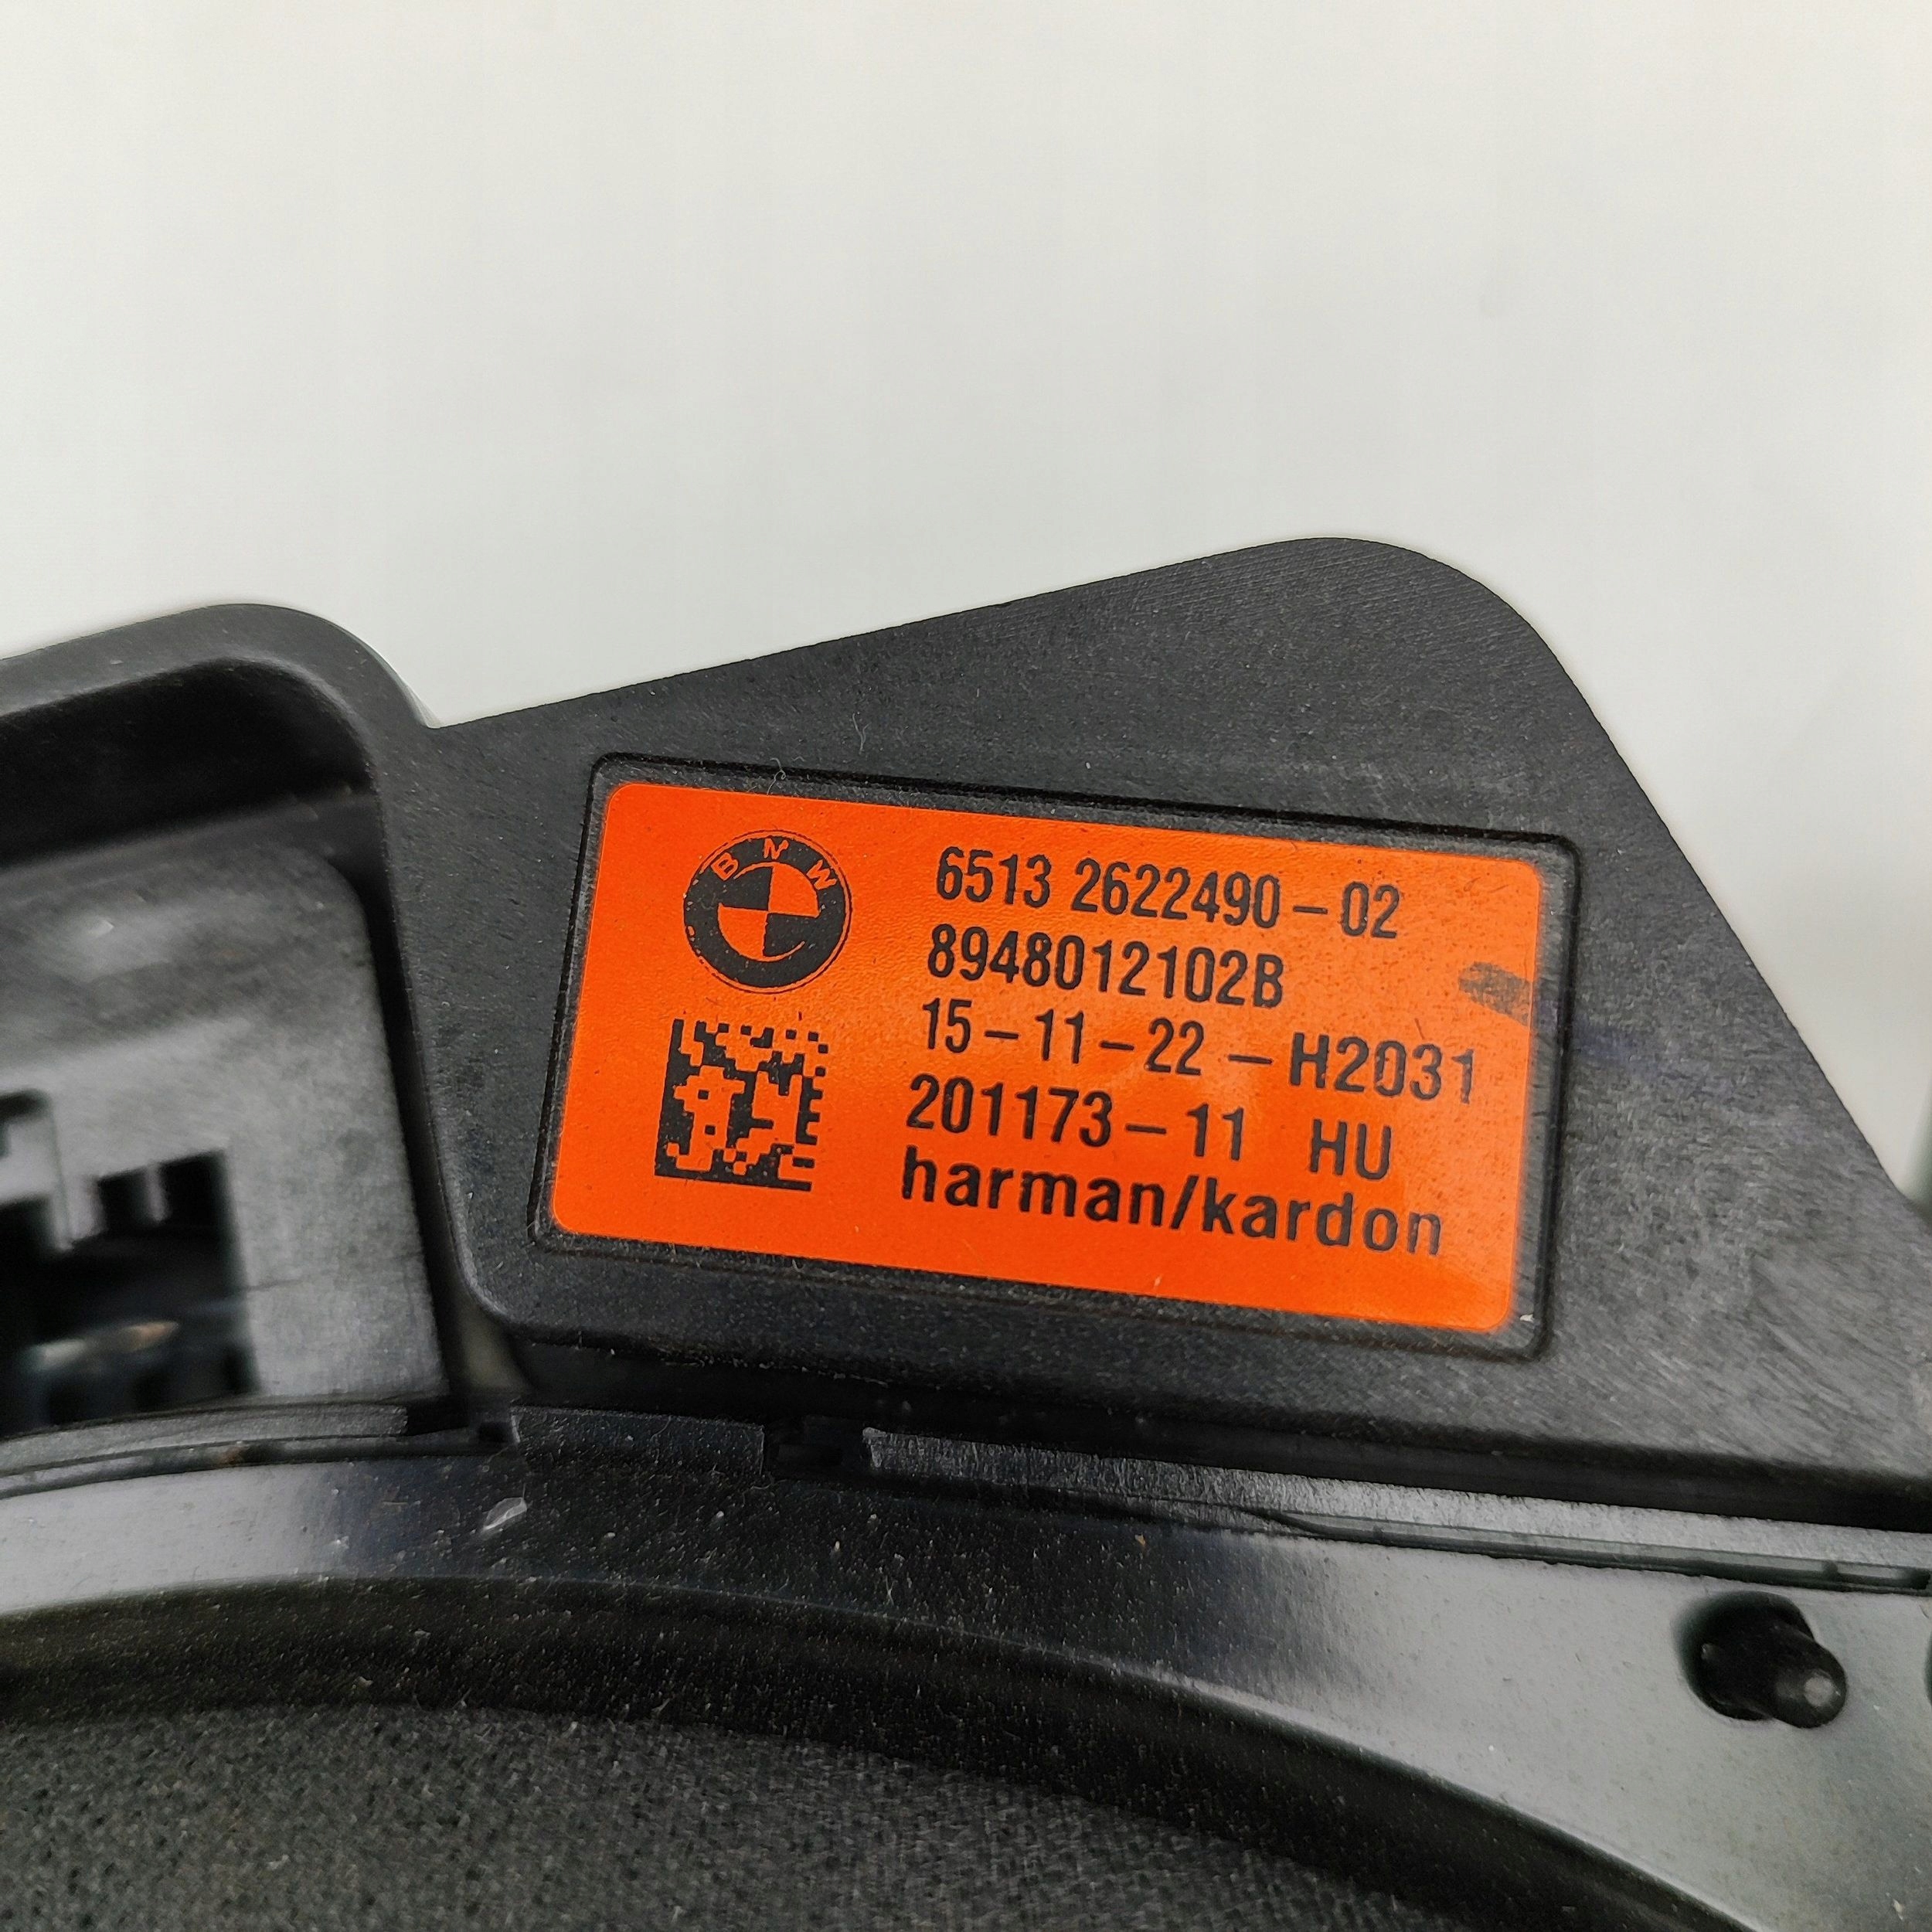 BMW
6513 2622490-02
8948012102B
15-11-22-H2031
201173-11 HU
harman/kardon